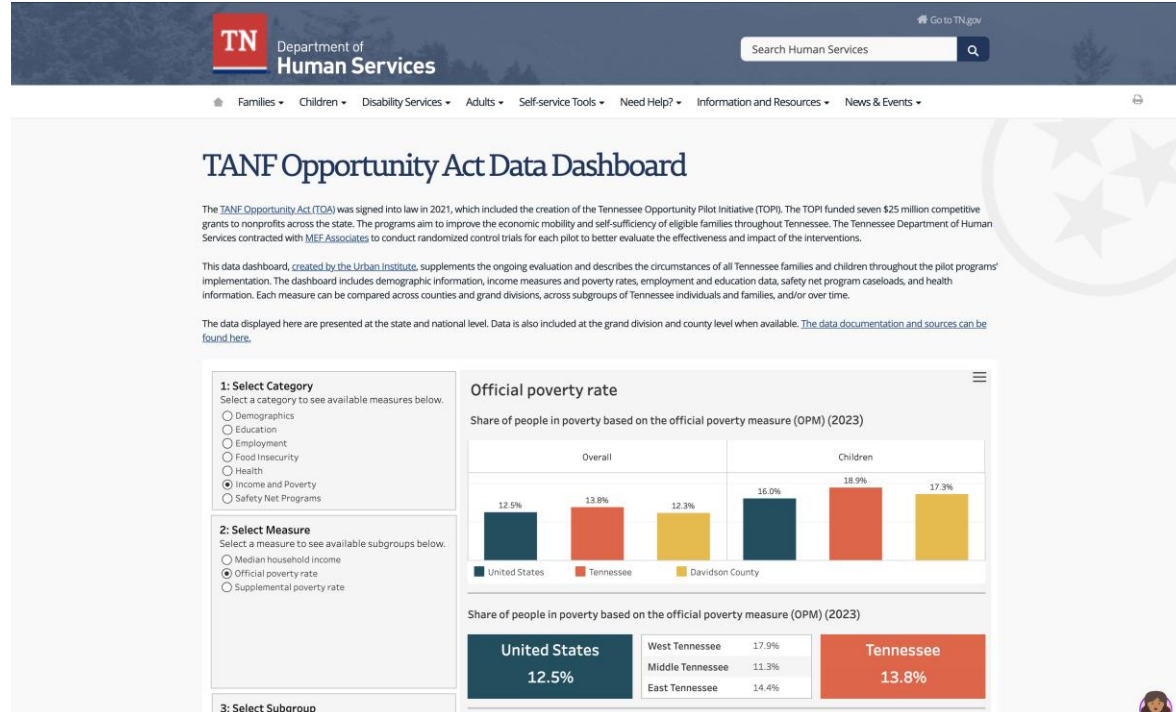 Go to TN.gov
TN
Department of
Human Services
Search Human Services
Families
Children
Disability Services
Adults
Self-service Tools
Need Help?
Information and Resources
News & Events
TANF Opportunity Act Data Dashboard
The TANF Opportunity Act (TOA) was signed into law in 2021, which included the creation of the Tennessee Opportunity Pilot Initiative (TOPI). The TOPI funded seven $25 million competitive
grants to nonprofits across the state. The programs aim to improve the economic mobility and self-sufficiency of eligible families throughout Tennessee. The Tennessee Department of Human
Services contracted with MEF Associates to conduct randomized control trials for each pilot to better evaluate the effectiveness and impact of the interventions.
This data dashboard, created by the Urban Institute, supplements the ongoing evaluation and describes the circumstances of all Tennessee families and children throughout the pilot programs'
implementation. The dashboard includes demographic information, income measures and poverty rates, employment and education data, safety net program caseloads, and health
information. Each measure can be compared across counties and grand divisions, across subgroups of Tennessee individuals and families, and/or over time.
The data displayed here are presented at the state and national level. Data is also included at the grand division and county level when available. The data documentation and sources can be
found here.
1: Select Category
Select a category to see available measures below.
Demographics
Education
Employment
Food Insecurity
Health
Income and Poverty
Safety Net Programs
2: Select Measure
Select a measure to see available subgroups below.
Median household income
Official poverty rate
Supplemental poverty rate
3: Select Subgroup
Official poverty rate
Share of people in poverty based on the official poverty measure (OPM) (2023)
Overall
Children
12.5%
13.8%
12.3%
16.0%
18.9%
17.3%
United States
Tennessee
Davidson County
Share of people in poverty based on the official poverty measure (OPM) (2023)
United States
12.5%
West Tennessee 17.9%
Middle Tennessee 11.3%
East Tennessee 14.4%
Tennessee
13.8%